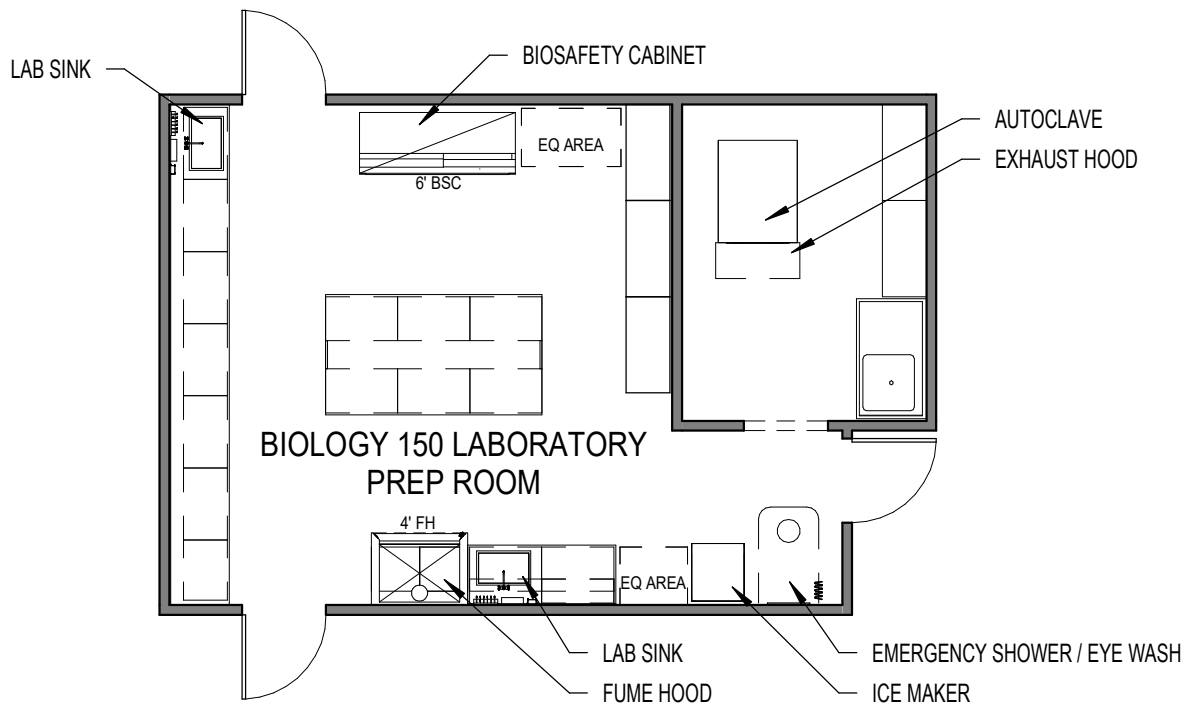 LAB SINK
BIOSAFETY CABINET
AUTOCLAVE
EXHAUST HOOD
EQ AREA
6' BSC
BIOLOGY 150 LABORATORY
PREP ROOM
4' FH
EQ AREA
LAB SINK
FUME HOOD
EMERGENCY SHOWER / EYE WASH
ICE MAKER